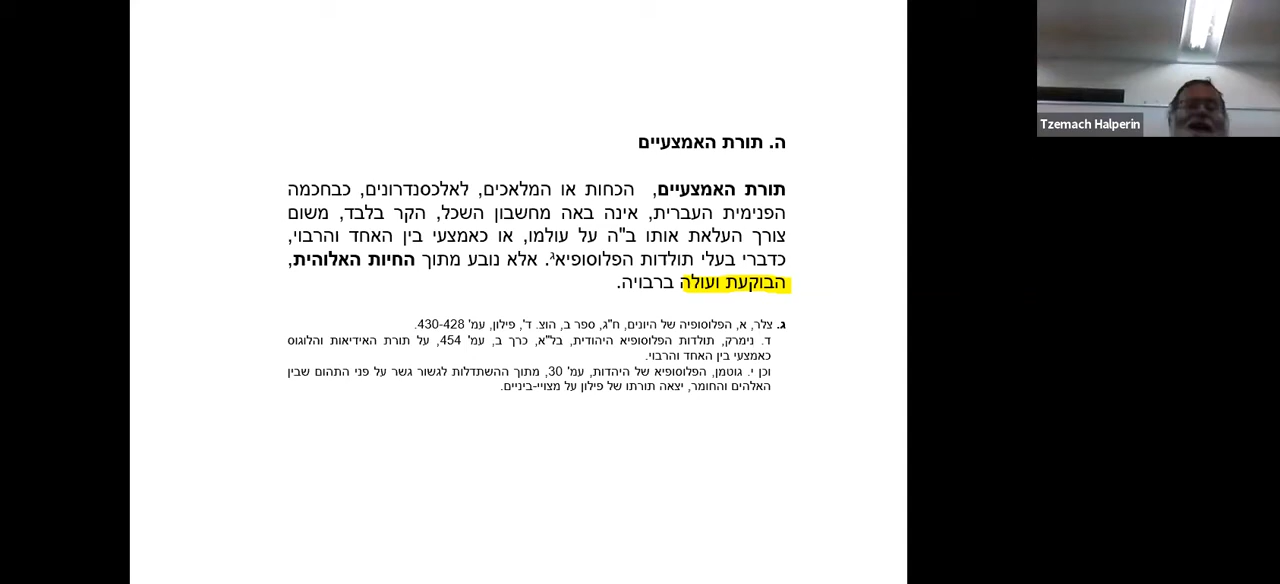 ה. תורת האמצעיים
תורת האמצעיים, הכחות או המלאכים, לאלכסנדרונים, כבחכמה
הפנימית העברית, אינה באה מחשבון השכל, הקר בלבד, משום
צורך העלאת אותו ב"ה על עולמו, או כאמצעי בין האחד והרבוי,
כדברי בעלי תולדות הפלוסופיאג. אלא נובע מתוך החיות האלוהית,
הבוקעת ועולה ברבויה.
ג. צלר, א, הפלוסופיה של היונים, ח"ג, ספר ב, הוצ. ד', פילון, עמ' 430-428.
ד. נימרק, תולדות הפלוסופיא היהודית, בל"א, כרך ב, עמ' 454, על תורת האידיאות והלוגוס
כאמצעי בין האחד והרבוי.
וכן י. גוטמן, הפלוסופיא של היהדות, עמ' 30, מתוך ההשתדלות לגשור גשר על פני התהום שבין
האלהים והחומר, יצאה תורתו של פילון על מצויי-ביניים.
Tzemach Halperin